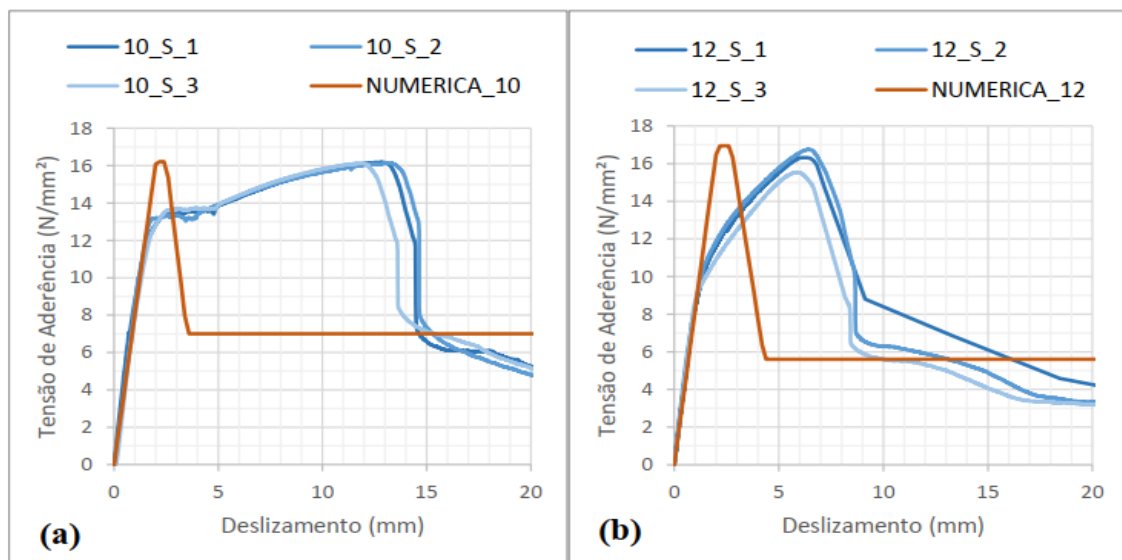 10_S_1
10_S_2
10_S_3
NUMERICA_10
Tensão de Aderência (N/mm²)
18
16
14
12
10
8
6
4
2
0
0
5
10
15
20
Deslizamento (mm)
(a)
12_S_1
12_S_2
12_S_3
NUMERICA_12
Tensão de Aderência (N/mm²)
18
16
14
12
10
8
6
4
2
0
0
5
10
15
20
Deslizamento (mm)
(b)